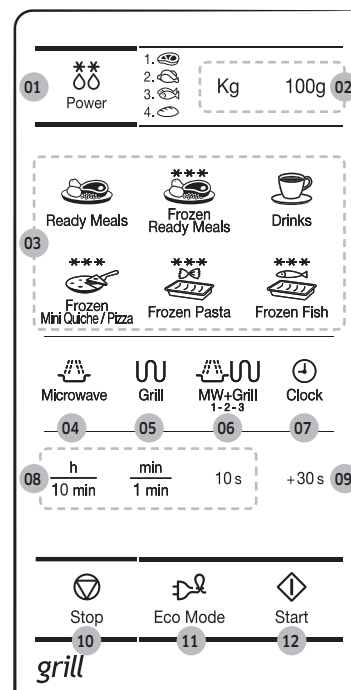 1.
2.
3.
4.
01 Power Kg 100g 02
03
Ready Meals Frozen Ready Meals Drinks
Frozen Mini Quiche / Pizza Frozen Pasta Frozen Fish
Microwave Grill MW+Grill Clock
1-2-3
04 05 06 07
08 h min 10 s +30 s 09
10 min 1 min
Stop Eco Mode Start
10 11 12
grill